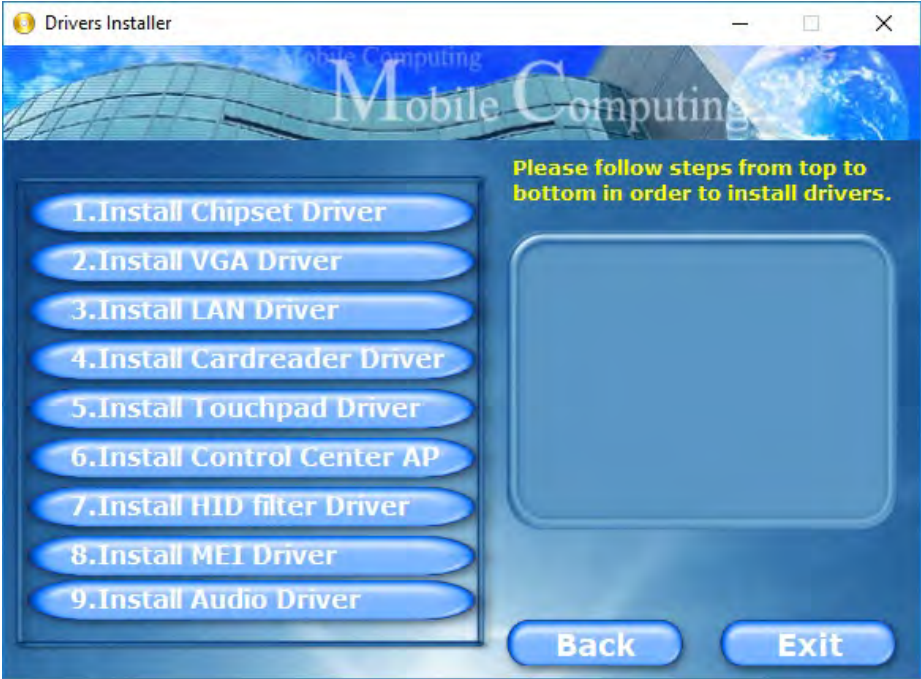 Drivers Installer
Mobile Computing
Mobile Computing
Please follow steps from top to
bottom in order to install drivers.
1.Install Chipset Driver
2.Install VGA Driver
3.Install LAN Driver
4.Install Cardreader Driver
5.Install Touchpad Driver
6.Install Control Center AP
7.Install HID filter Driver
8.Install MEI Driver
9.Install Audio Driver
Back
Exit